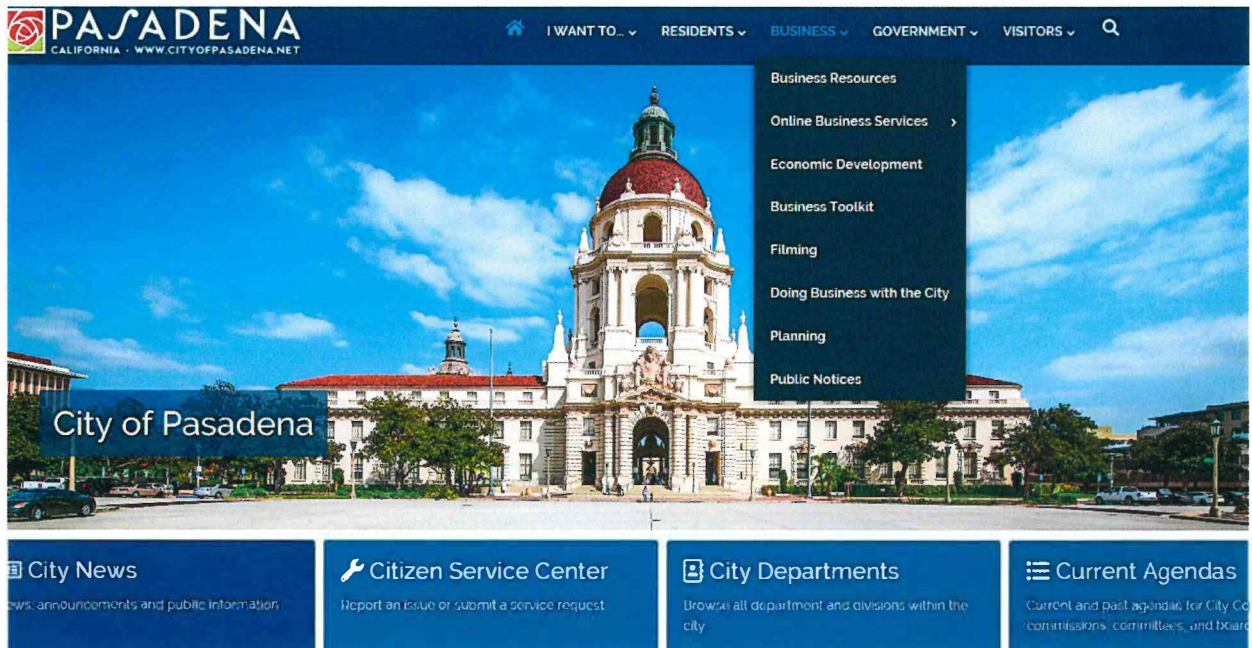 PASADENA
CALIFORNIA • WWW.CITYOFPASADENA.NET
I WANT TO... RESIDENTS BUSINESS GOVERNMENT VISITORS
Business Resources
Online Business Services
Economic Development
Business Toolkit
Filming
Doing Business with the City
Planning
Public Notices
City of Pasadena
City News
announcements and public information
Citizen Service Center
Report an issue or submit a service request
City Departments
Browse all department and divisions within the
city
Current Agendas
Current and past agendas for City Co
commissions, committees, and board